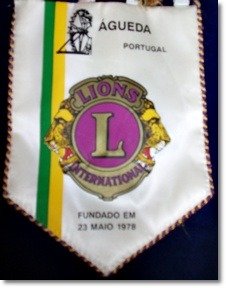 ÁGUEDA
PORTUGAL
LIONS
L
INTERNATIONAL
FUNDADO EM
23 MAIO 1978